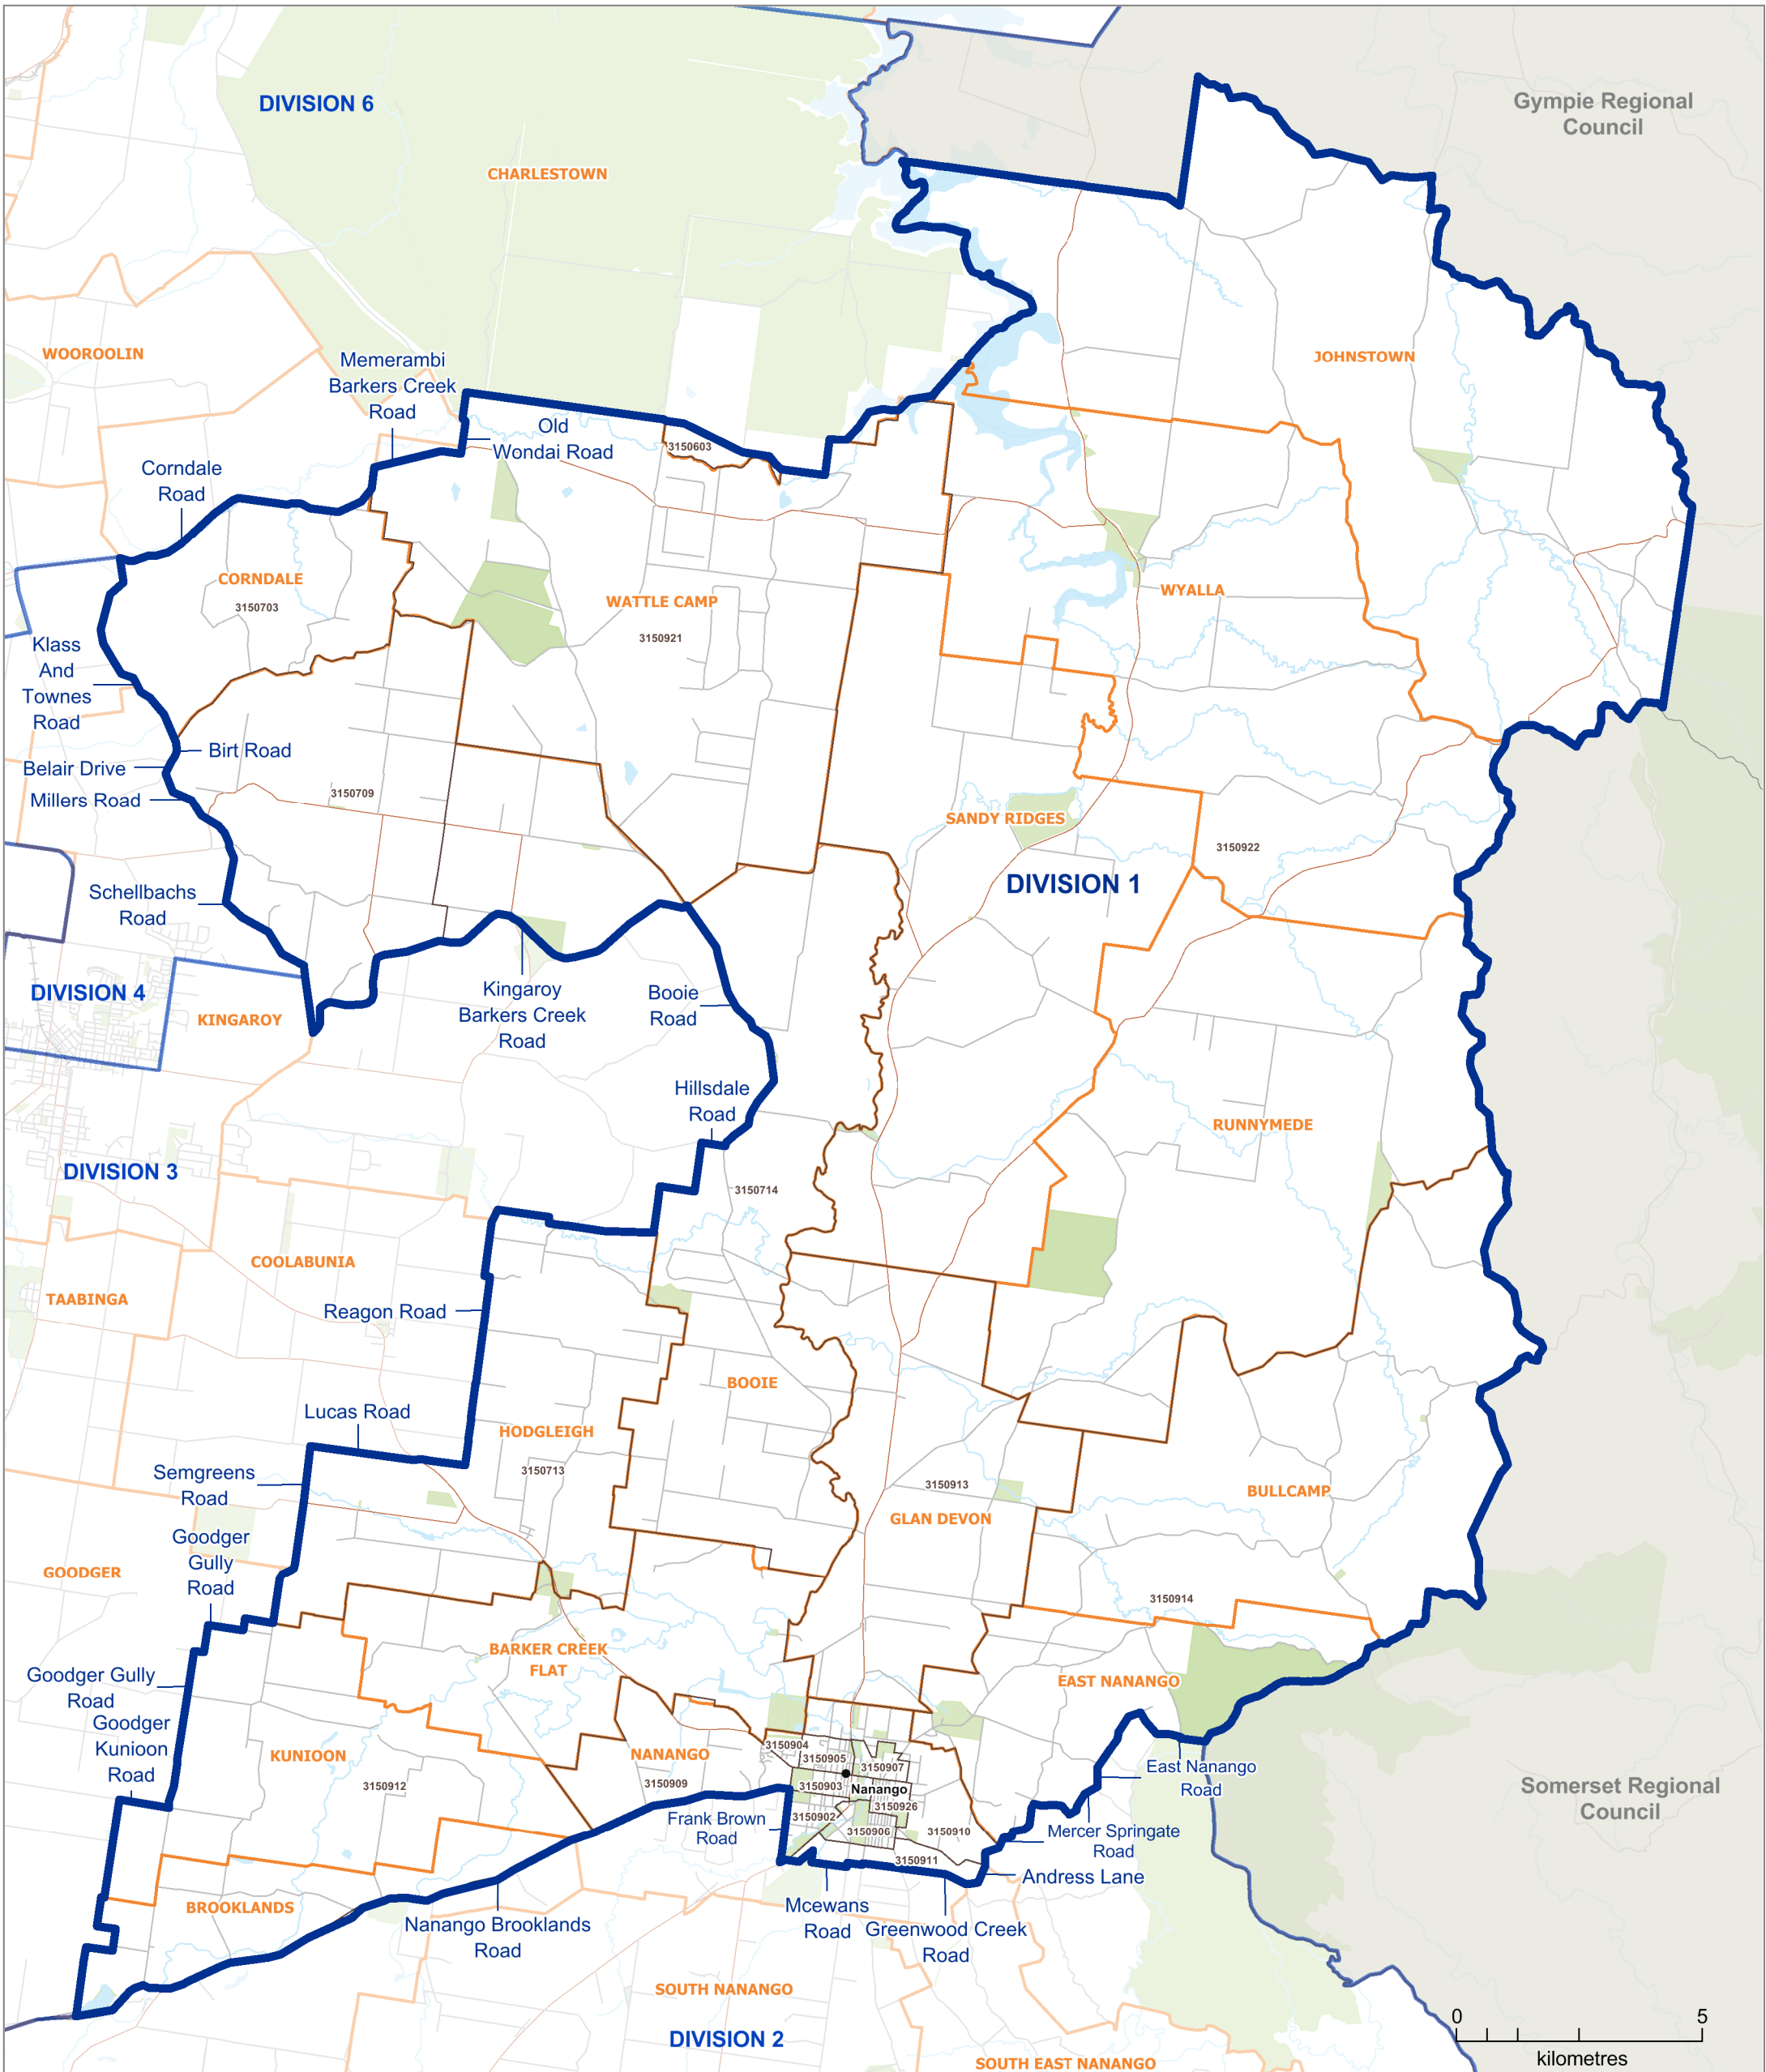 DIVISION 6
Gympie Regional
Council
CHARLESTOWN
WOOROOLIN
JOHNSTOWN
Memerambi
Barkers Creek
Road
Old
Wondai Road
3150603
Corndale
Road
CORNDALE
3150703
WATTLE CAMP
3150921
WYALLA
Klass
And
Townes
Road
Birt Road
Belair Drive
Millers Road
3150709
SANDY RIDGES
3150922
DIVISION 1
Schellbachs
Road
DIVISION 4
KINGAROY
Kingaroy
Barkers Creek
Road
Booie
Road
Hillsdale
Road
RUNNYMEDE
DIVISION 3
3150714
COOLABUNIA
TAABINGA
Reagon Road
BOOIE
Lucas Road
HODGLEIGH
3150713
Semgreens
Road
3150913
GLAN DEVON
BULLCAMP
Goodger
Gully
Road
GOODGER
3150914
BARKER CREEK
FLAT
EAST NANANGO
Goodger Gully
Road
Goodger
Kunioon
Road
KUNIOON
3150912
NANANGO
3150909
3150904
3150905
3150907
3150903
Nananago
3150902
3150926
3150906
3150910
3150911
East Nanango
Road
Somerset Regional
Council
Frank Brown
Road
Mercer Springate
Road
Andress Lane
BROOKLANDS
Nanango Brooklands
Road
Mcewans
Road
Greenwood Creek
Road
SOUTH NANANGO
DIVISION 2
SOUTH EAST NANANGO
0 5
kilometres